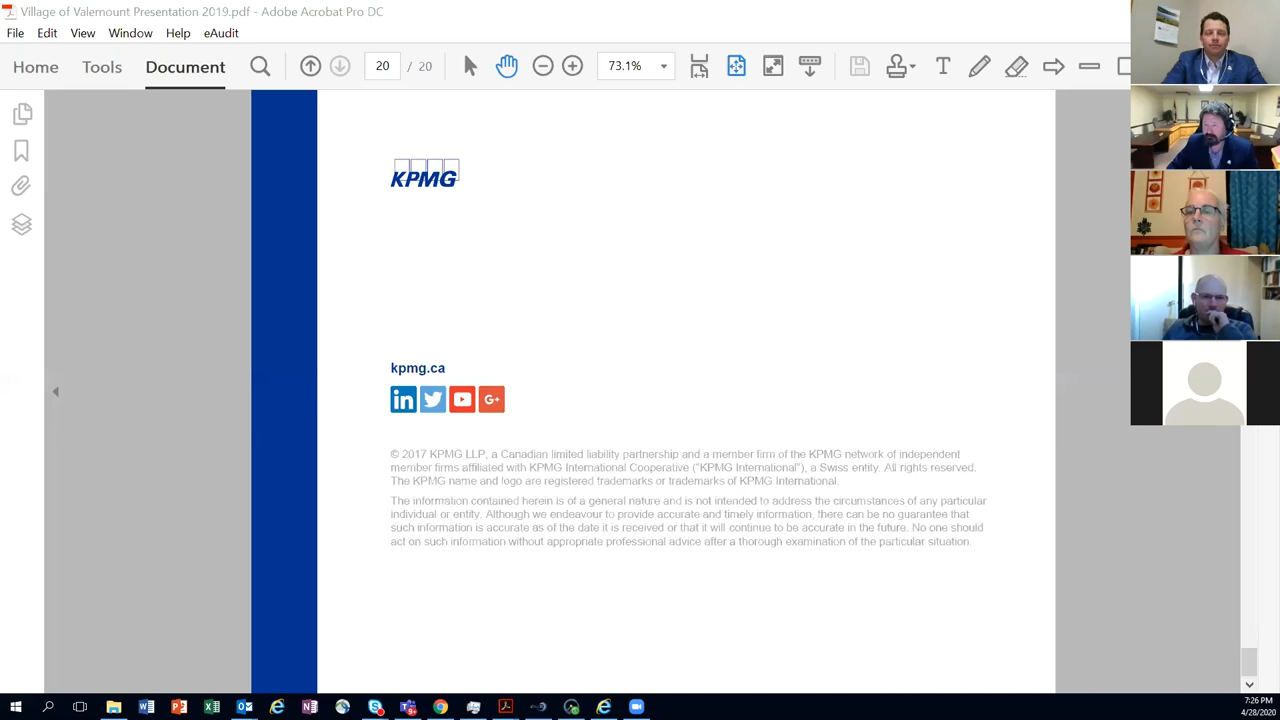 Village of Valemount Presentation 2019.pdf - Adobe Acrobat Pro DC
File Edit View Window Help eAudit
Home Tools Document 20 / 20 73.1%
KPMG
kpmg.ca
© 2017 KPMG LLP, a Canadian limited liability partnership and a member firm of the KPMG network of independent
member firms affiliated with KPMG International Cooperative (“KPMG International”), a Swiss entity. All rights reserved.
The KPMG name and logo are registered trademarks or trademarks of KPMG International.
The information contained herein is of a general nature and is not intended to address the circumstances of any particular
individual or entity. Although we endeavour to provide accurate and timely information, there can be no guarantee that
such information is accurate as of the date it is received or that it will continue to be accurate in the future. No one should
act on such information without appropriate professional advice after a thorough examination of the particular situation.
7:26 PM
4/28/2020